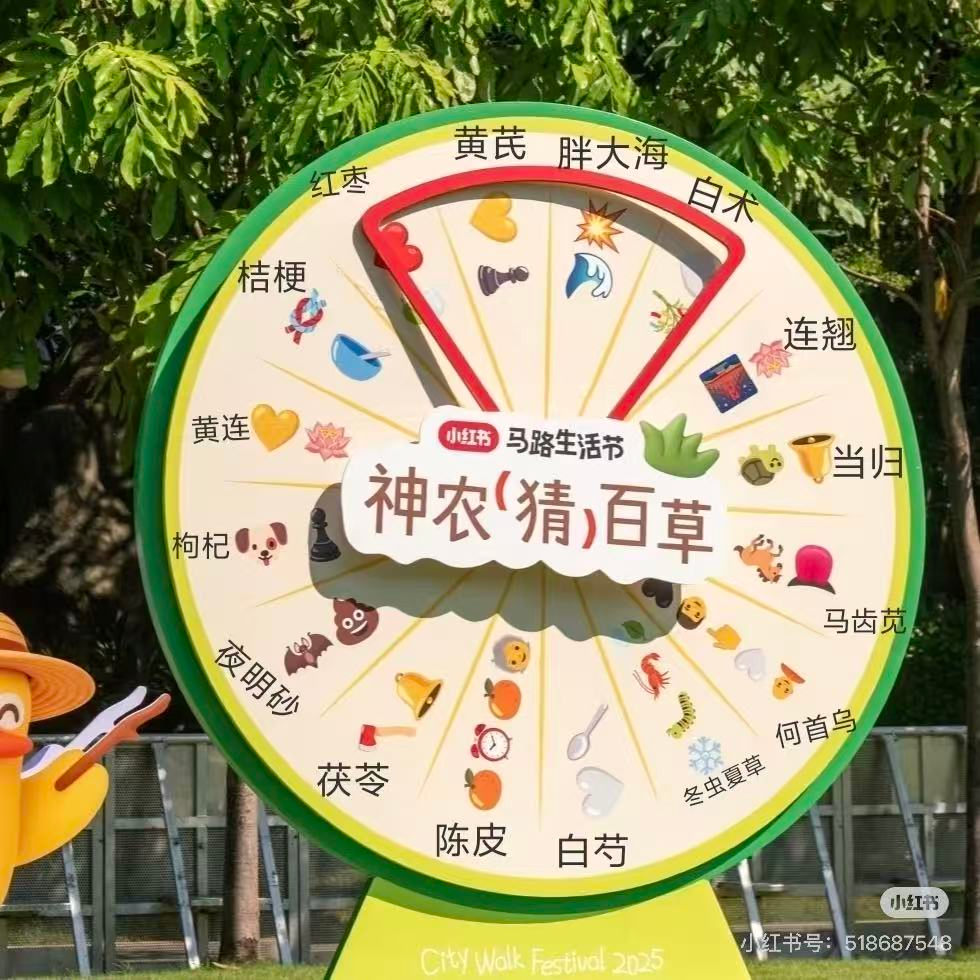 黄芪
胖大海
白术
红枣
桔梗
连翘
黄连
当归
枸杞
马齿苋
夜明砂
何首乌
冬虫夏草
茯苓
陈皮
白芍
小红书 马路生活节
神农(猜)百草
City Walk Festival 2025
小红书
小红书号：518687548